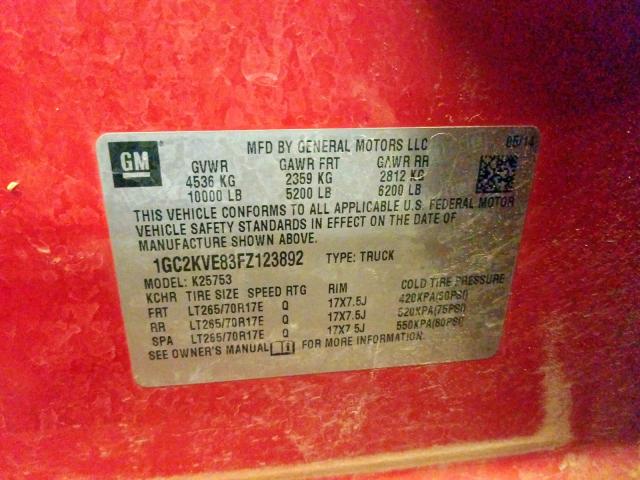 GM MFD BY GENERAL MOTORS LLC 05/14
GVWR GAWR FRT GAWR RR
4536 KG 2359 KG 2812 KG
10000 LB 5200 LB 6200 LB
THIS VEHICLE CONFORMS TO ALL APPLICABLE U.S. FEDERAL MOTOR
VEHICLE SAFETY STANDARDS IN EFFECT ON THE DATE OF
MANUFACTURE SHOWN ABOVE.
1GC2KVE83FZ123892 TYPE: TRUCK
MODEL: K25753
KCHR TIRE SIZE SPEED RTG RIM COLD TIRE PRESSURE
FRT LT265/70R17E Q 17X7.5J 420KPA(60PSI)
RR LT265/70R17E Q 17X7.5J 520KPA(75PSI)
SPA LT265/70R17E Q 17X7.5J 550KPA(80PSI)
SEE OWNER'S MANUAL FOR MORE INFORMATION.